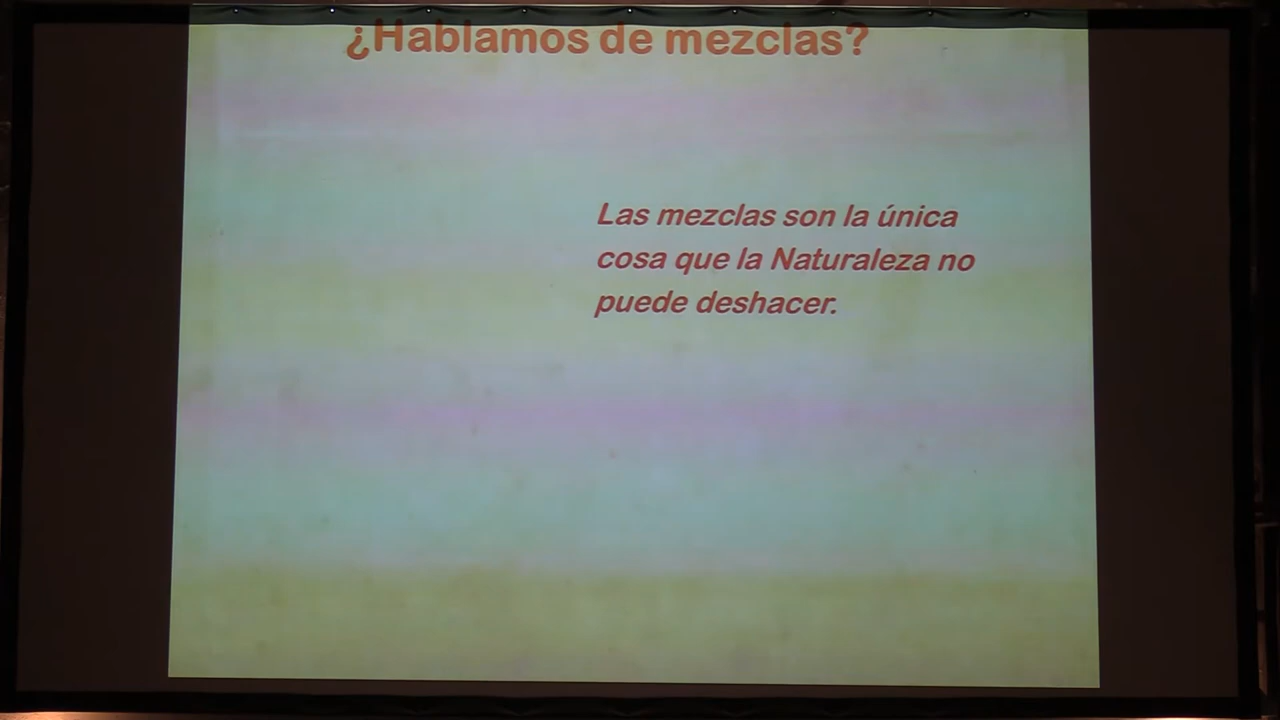 ¿Hablamos de mezclas?
Las mezclas son la única
cosa que la Naturaleza no
puede deshacer.